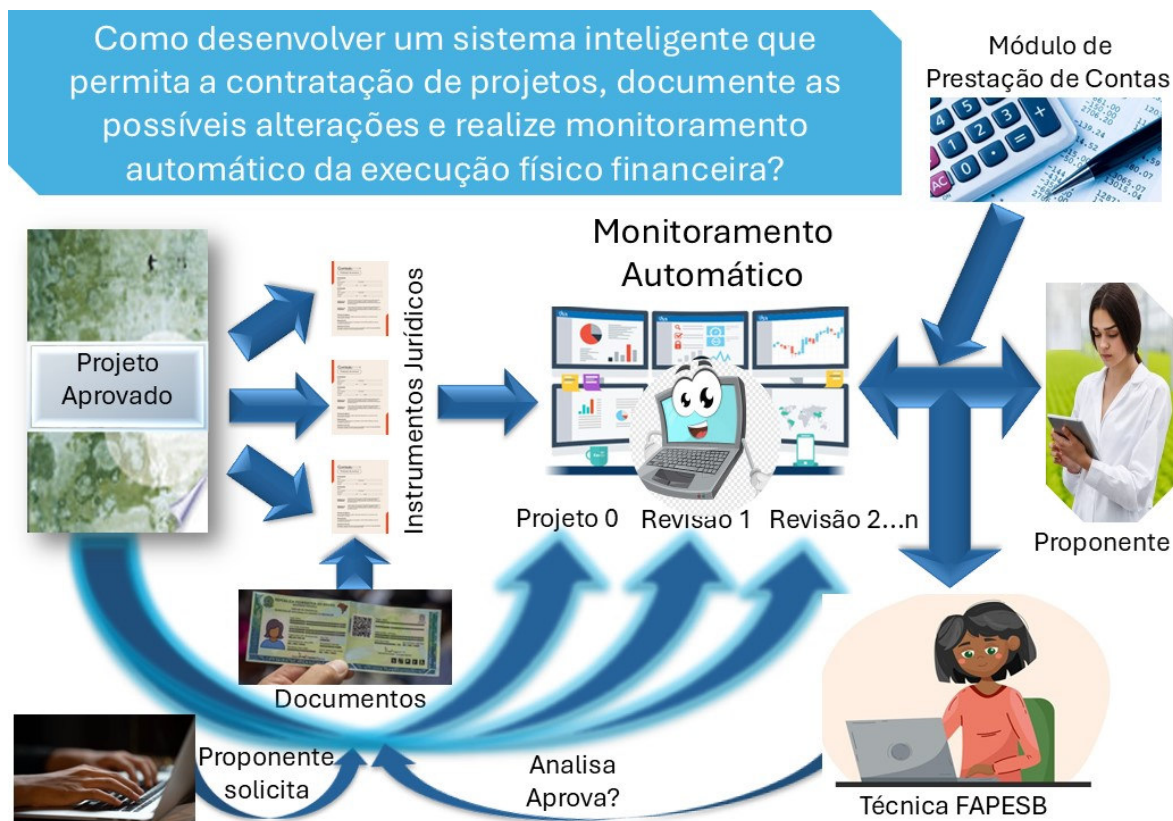 Como desenvolver um sistema inteligente que
permita a contratação de projetos, documente as
possíveis alterações e realize monitoramento
automático da execução físico financeira?
Módulo de
Prestação de Contas
Projeto
Aprovado
Instrumentos Jurídicos
Monitoramento
Automático
Projeto 0
Revisão 1
Revisão 2...n
Proponente
Documentos
Proponente
solicita
Analisa
Aprova?
Técnica FAPESB